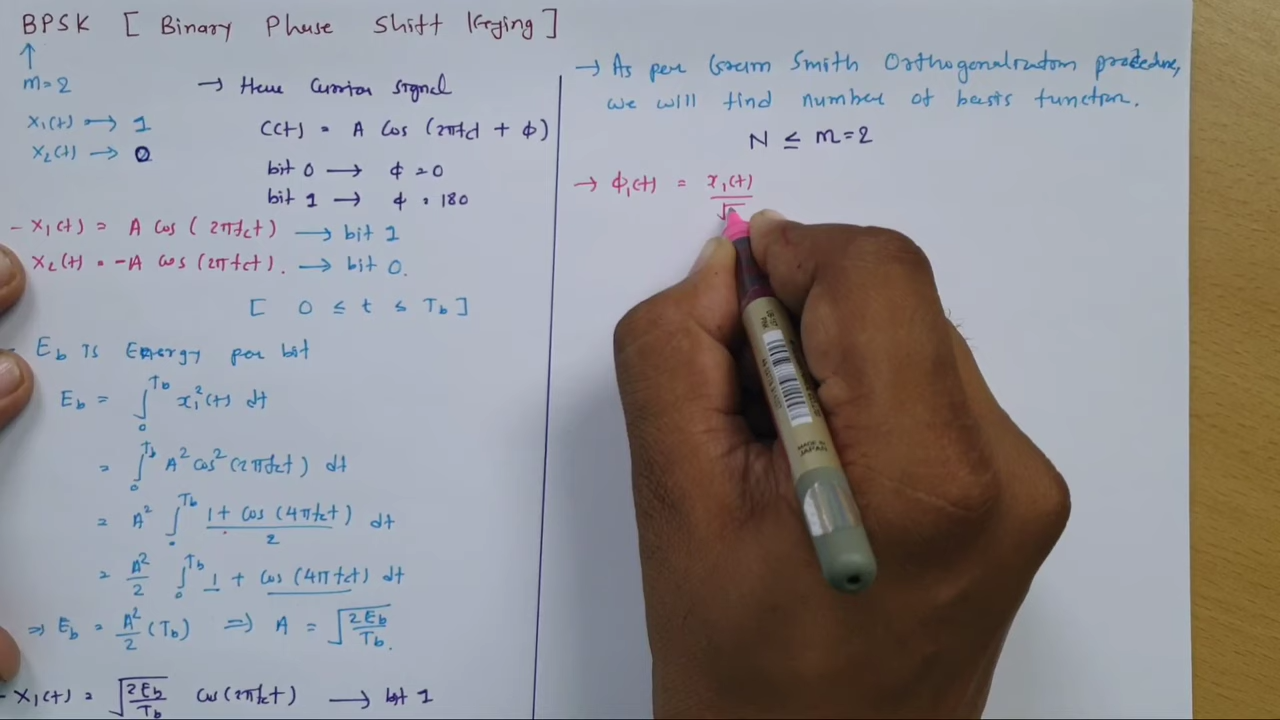 BPSK [ Binary Phase Shift Keying ]
↑
m=2
x₁(t) → 1
x₂(t) → 0
→ Here Carrier Signal
C(t) = A Cos (2πfct + ϕ)
bit 0 → ϕ = 0
bit 1 → ϕ = 180
- x₁(t) = A Cos (2πfct) → bit 1
x₂(t) = -A Cos (2πfct). → bit 0.
[ 0 ≤ t ≤ Tb ]
- Eb is Energy per bit
Eb = ∫₀^Tb x₁²(t) dt
= ∫₀^Tb A² cos² (2πfct) dt
= A² ∫₀^Tb (1 + Cos (4πfct))/2 dt
= A²/2 ∫₀^Tb 1 + Cos (4πfct) dt
⇒ Eb = A²/2 (Tb) ⇒ A = √(2Eb/Tb).
- x₁(t) = √(2Eb/Tb) Cos (2πfct) → bit 1
→ As per Gram Smith Orthogonalization procedure,
we will find number of basis function.
N ≤ m=2
→ ϕ₁(t) = x₁(t)/√
MADE IN
JAPAN